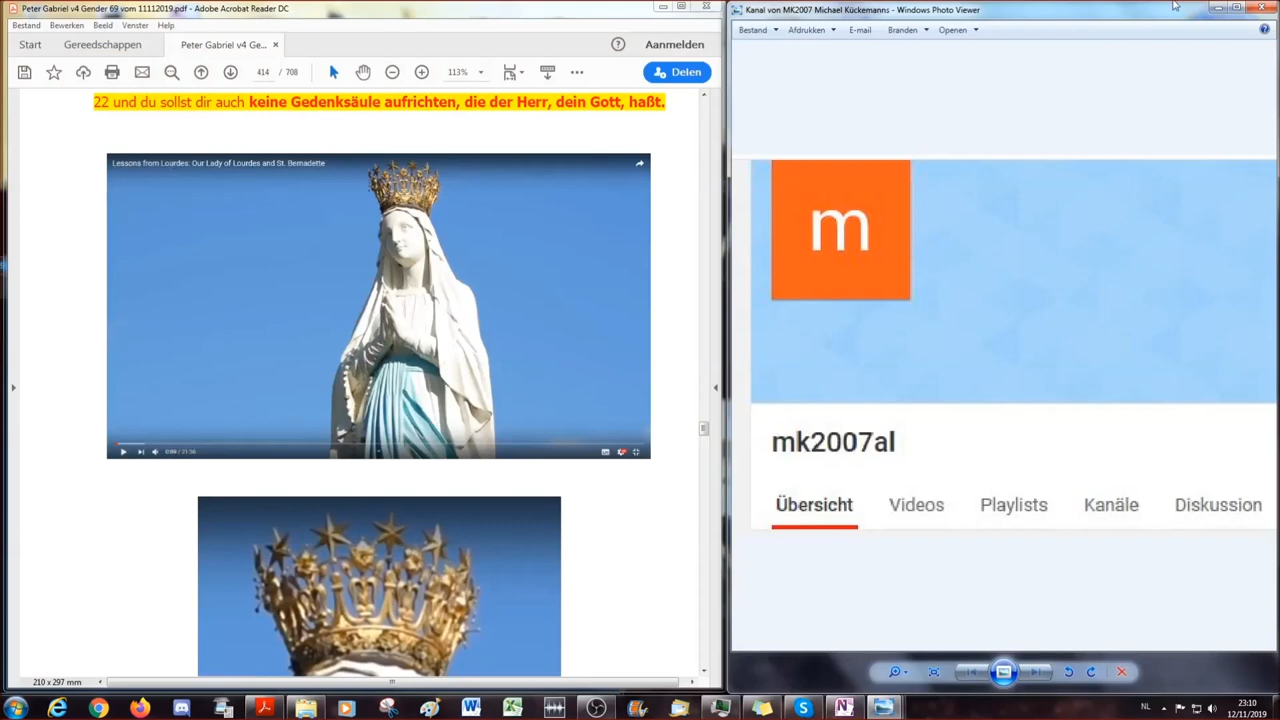 Peter Gabriel v4 Gender 69 vom 11112019.pdf - Adobe Acrobat Reader DC
Bestand Bewerken Beeld Venster Help
Start Gereedschappen Peter Gabriel v4 Ge... × Aanmelden
414 / 708 113% Delen
22 und du sollst dir auch keine Gedenksäule aufrichten, die der Herr, dein Gott, haßt.
Lessons from Lourdes: Our Lady of Lourdes and St. Bernadette
0:09 / 21:36
210 x 297 mm
Kanal von MK2007 Michael Kückemanns - Windows Photo Viewer
Bestand Afdrukken E-mail Branden Openen
m
mk2007al
Übersicht Videos Playlists Kanäle Diskussion
NL 23:10
12/11/2019